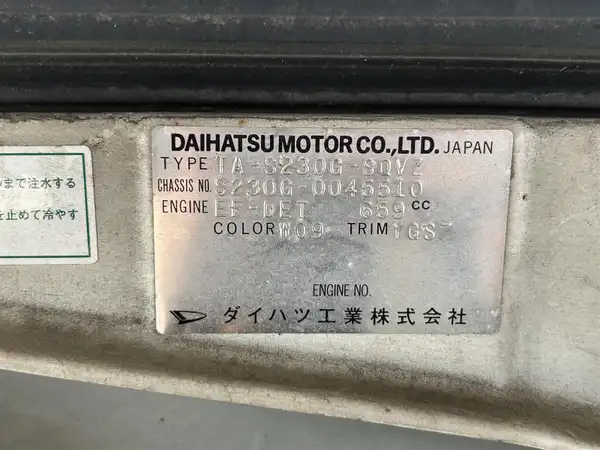 DAIHATSU MOTOR CO.,LTD. JAPAN
TYPE TA-S230G-SQVZ
CHASSIS NO. S230G-0045510
ENGINE EF-DET 659 CC
COLOR W09 TRIM YGS
ENGINE NO.
ダイハツ工業株式会社
まで注水する
を止めて冷やす